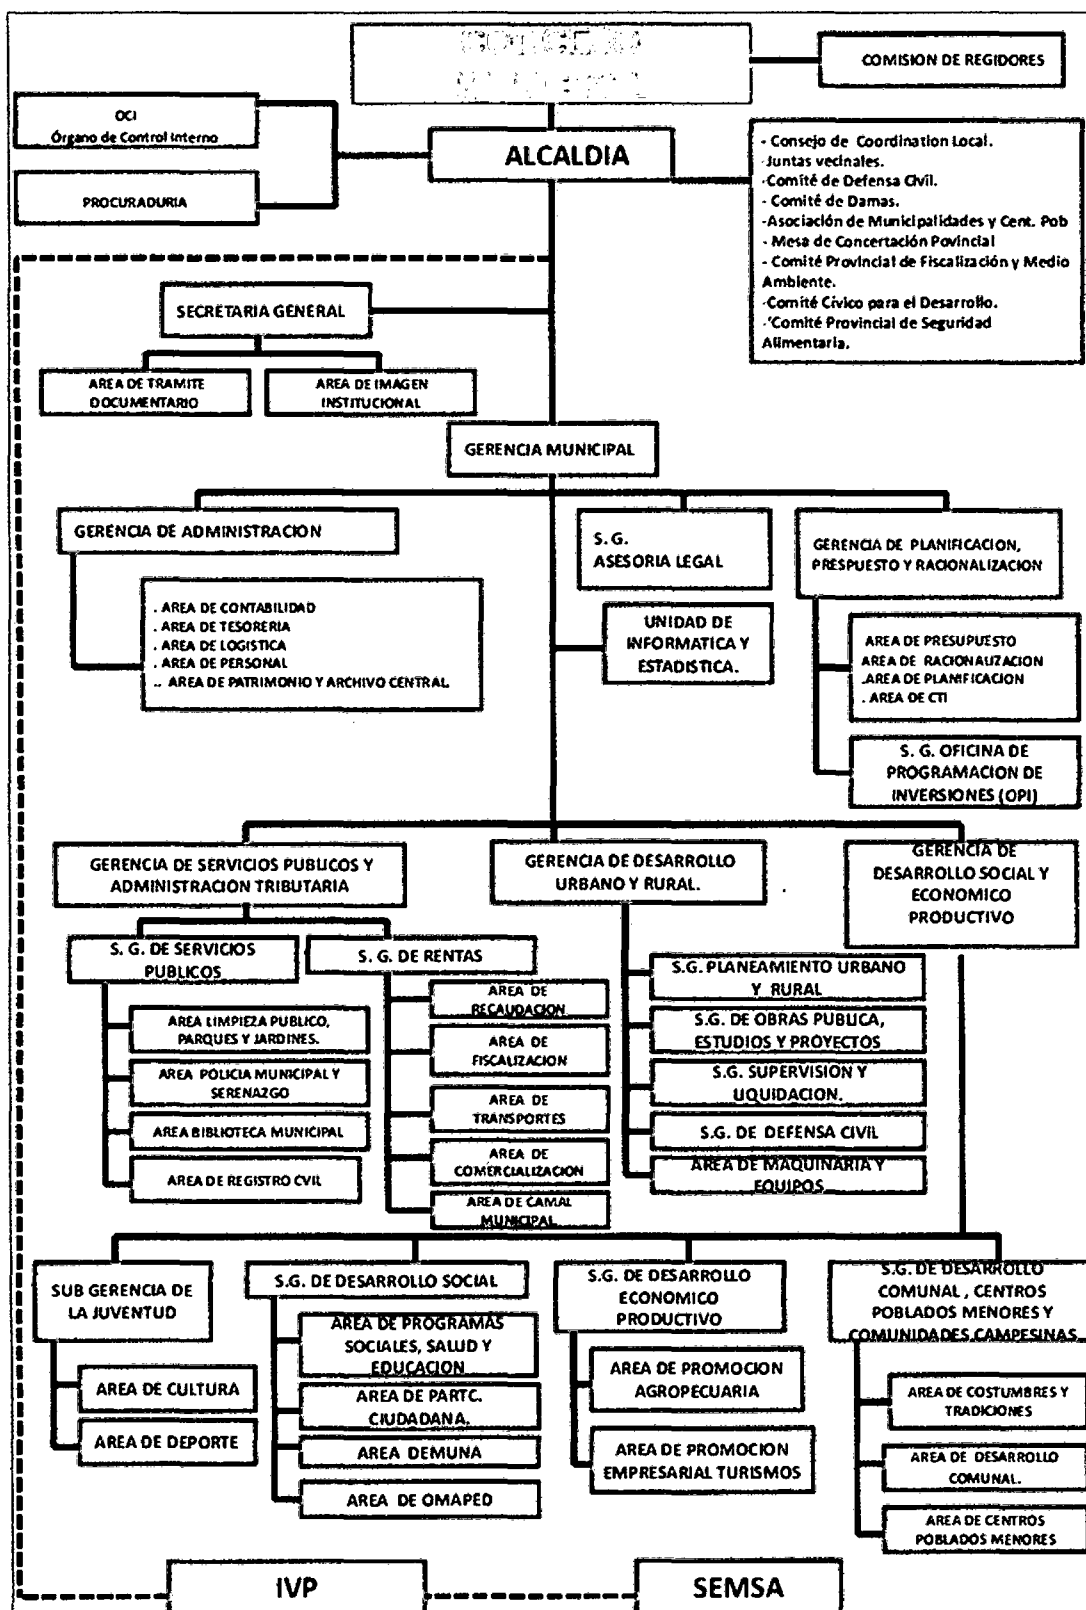 COMISION DE REGIDORES
OCI
Órgano de Control Interno
ALCALDIA
PROCURADURIA
- Consejo de Coordination Local.
-Juntas vecinales.
-Comité de Defensa Civil.
- Comité de Damas.
-Asociación de Municipalidades y Cent. Pob
- Mesa de Concertación Povincial
- Comité Provincial de Fiscalización y Medio
Ambiente.
-Comité Cívico para el Desarrollo.
-'Comité Provincial de Seguridad
Alimentaria.
SECRETARIA GENERAL
AREA DE TRAMITE
DOCUMENTARIO
AREA DE IMAGEN
INSTITUCIONAL
GERENCIA MUNICIPAL
GERENCIA DE ADMINISTRACION
S. G.
ASESORIA LEGAL
GERENCIA DE PLANIFICACION,
PRESPUESTO Y RACIONALIZACION
. AREA DE CONTABILIDAD
. AREA DE TESORERIA
. AREA DE LOGISTICA
. AREA DE PERSONAL
.. AREA DE PATRIMONIO Y ARCHIVO CENTRAL.
UNIDAD DE
INFORMATICA Y
ESTADISTICA.
AREA DE PRESUPUESTO
AREA DE RACIONALIZACION
.AREA DE PLANIFICACION
. AREA DE CTI
S. G. OFICINA DE
PROGRAMACION DE
INVERSIONES (OPI)
GERENCIA DE SERVICIOS PUBLICOS Y
ADMINISTRACION TRIBUTARIA
GERENCIA DE DESARROLLO
URBANO Y RURAL.
GERENCIA DE
DESARROLLO SOCIAL Y
ECONOMICO
PRODUCTIVO
S. G. DE SERVICIOS
PUBLICOS
S. G. DE RENTAS
AREA LIMPIEZA PUBLICO,
PARQUES Y JARDINES.
AREA POLICIA MUNICIPAL Y
SERENAZGO
AREA BIBLIOTECA MUNICIPAL
AREA DE REGISTRO CVIL
AREA DE
RECAUDACION
AREA DE
FISCALIZACION
AREA DE
TRANSPORTES
AREA DE
COMERCIALIZACION
AREA DE CAMAL
MUNICIPAL
S.G. PLANEAMIENTO URBANO
Y RURAL
S.G. DE OBRAS PUBLICA,
ESTUDIOS Y PROYECTOS
S.G. SUPERVISION Y
LIQUIDACION.
S.G. DE DEFENSA CIVIL
AREA DE MAQUINARIA Y
EQUIPOS
SUB GERENCIA DE
LA JUVENTUD
AREA DE CULTURA
AREA DE DEPORTE
S.G. DE DESARROLLO SOCIAL
AREA DE PROGRAMAS
SOCIALES, SALUD Y
EDUCACION
AREA DE PARTC.
CIUDADANA.
AREA DEMUNA
AREA DE OMAPED
S.G. DE DESARROLLO
ECONOMICO
PRODUCTIVO
AREA DE PROMOCION
AGROPECUARIA
AREA DE PROMOCION
EMPRESARIAL TURISMOS
S.G. DE DESARROLLO
COMUNAL , CENTROS
POBLADOS MENORES Y
COMUNIDADES CAMPESINAS
AREA DE COSTUMBRES Y
TRADICIONES
AREA DE DESARROLLO
COMUNAL.
AREA DE CENTROS
POBLADOS MENORES
IVP
SEMSA